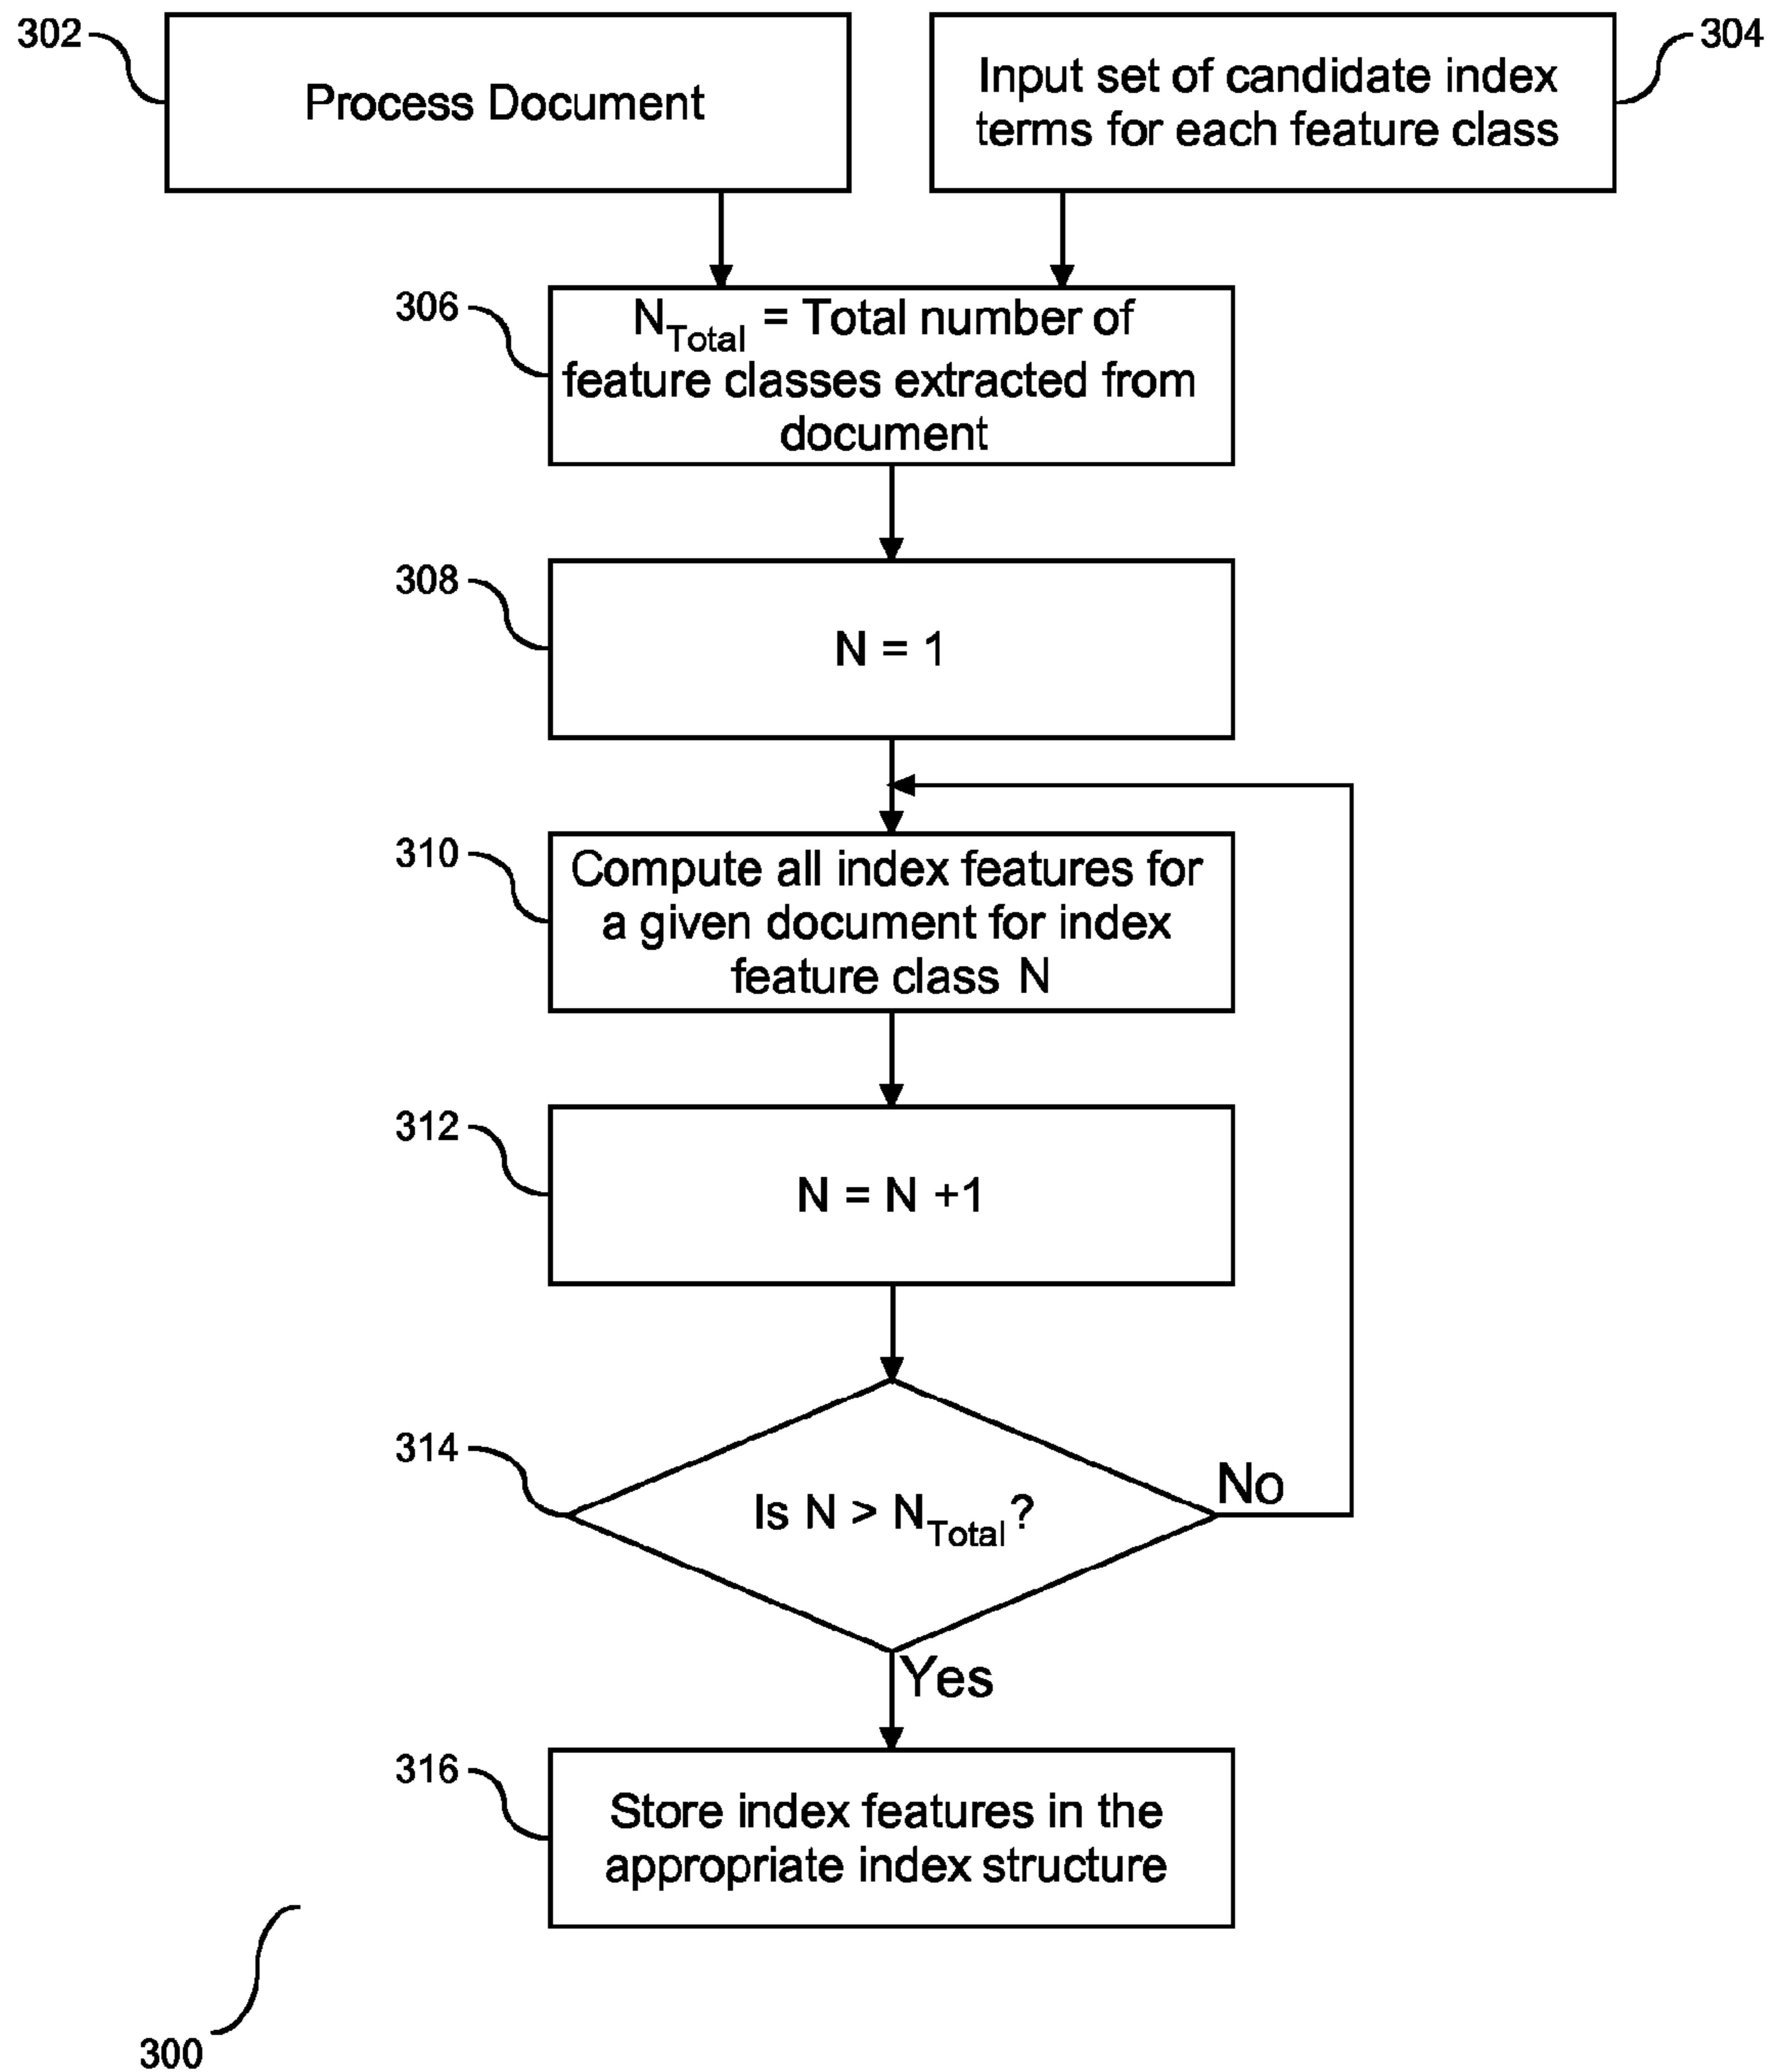 302
Process Document
304
Input set of candidate index
terms for each feature class
306
N_Total = Total number of
feature classes extracted from
document
308
N = 1
310
Compute all index features for
a given document for index
feature class N
312
N = N +1
314
Is N > N_Total?
No
Yes
316
Store index features in the
appropriate index structure
300